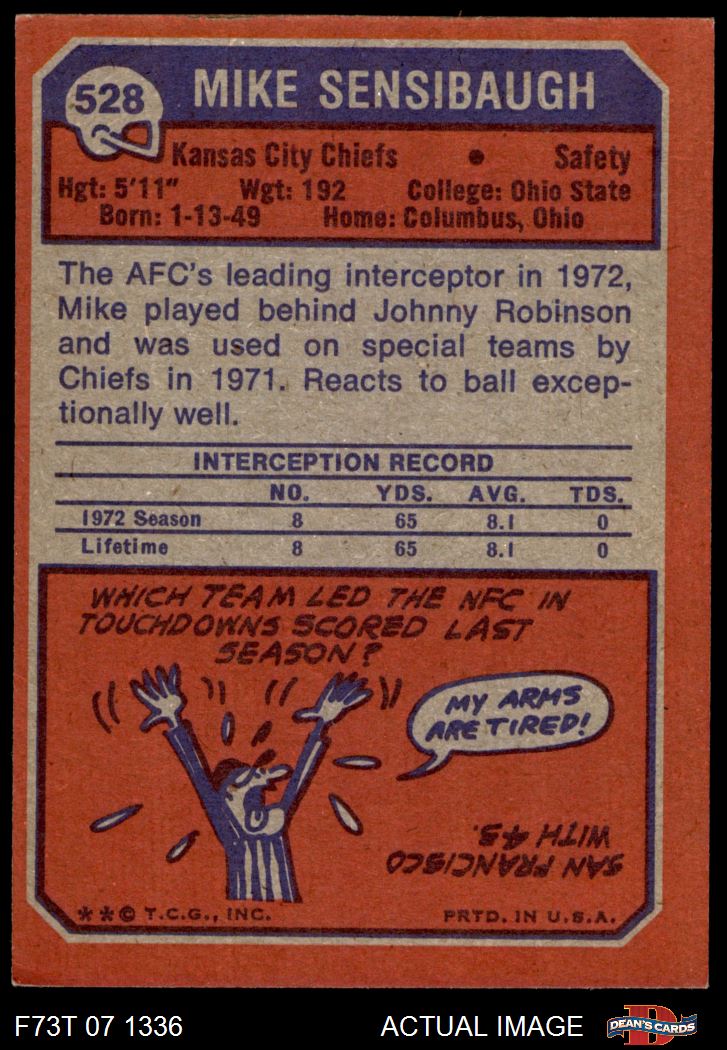 528
MIKE SENSIBAUGH
Kansas City Chiefs • Safety
Hgt: 5'11" Wgt: 192 College: Ohio State
Born: 1-13-49 Home: Columbus, Ohio
The AFC's leading interceptor in 1972,
Mike played behind Johnny Robinson
and was used on special teams by
Chiefs in 1971. Reacts to ball excep-
tionally well.
INTERCEPTION RECORD
NO. YDS. AVG. TDS.
1972 Season 8 65 8.1 0
Lifetime 8 65 8.1 0
WHICH TEAM LED THE NFC IN
TOUCHDOWNS SCORED LAST
SEASON?
MY ARMS
ARE TIRED!
SAN FRANCISCO
WITH 45.
**© T.C.G., INC. PRTD. IN U.S.A.
F73T 07 1336 ACTUAL IMAGE
D
DEAN'S CARDS